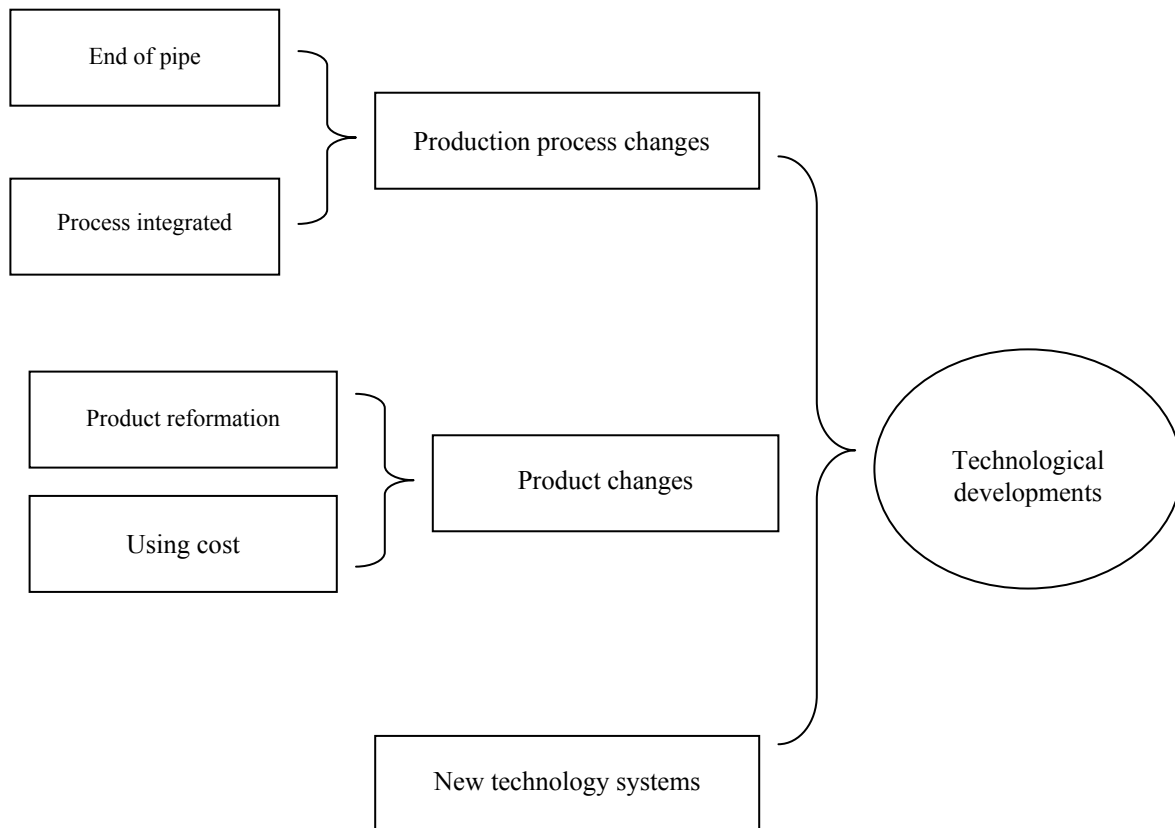 End of pipe
Production process changes
Process integrated
Product reformation
Product changes
Using cost
Technological
developments
New technology systems